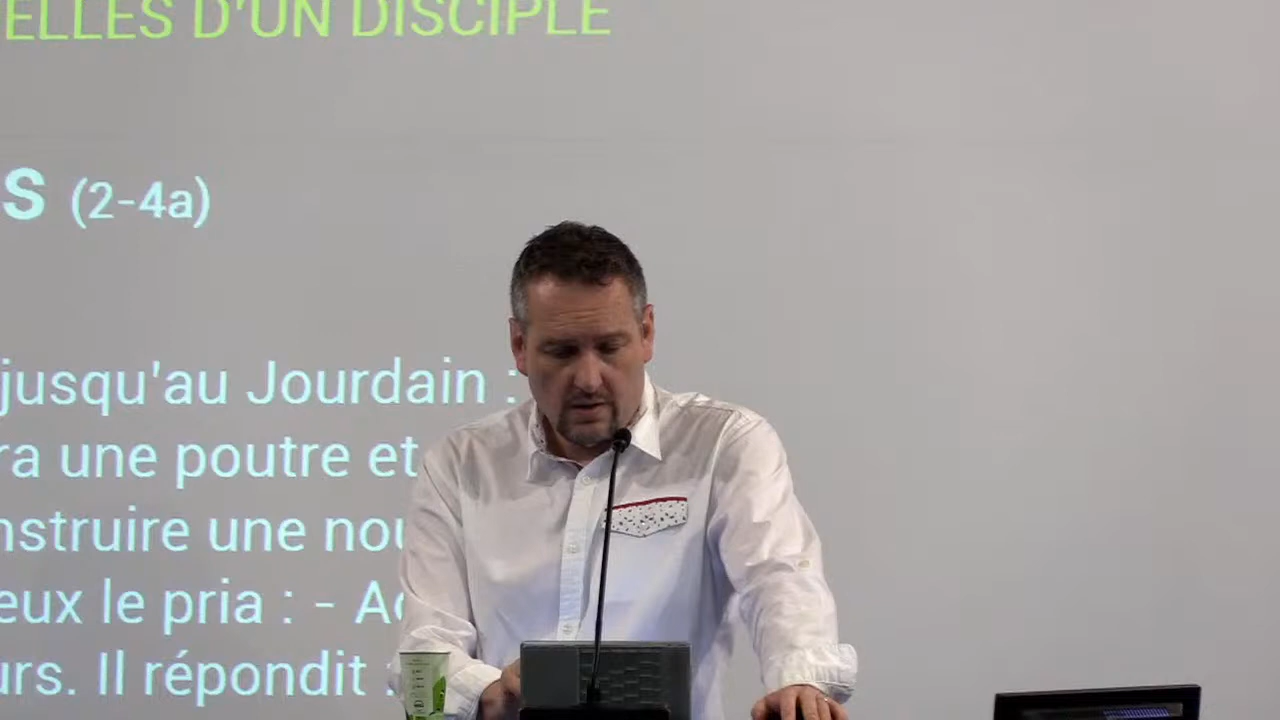 ELLES D'UN DISCIPLE
s (2-4a)
jusqu'au Jourdain :
ra une poutre et
nstruire une nou
eux le pria : - Ac
urs. Il répondit :